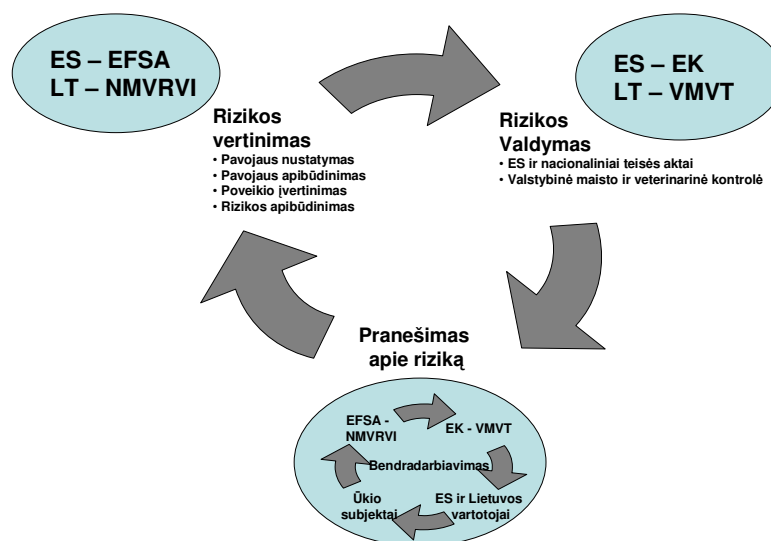 ES – EFSA
LT – NMVRVI
ES – EK
LT – VMVT
Rizikos
vertinimas
• Pavojaus nustatymas
• Pavojaus apibūdinimas
• Poveikio įvertinimas
• Rizikos apibūdinimas
Rizikos
Valdymas
• ES ir nacionaliniai teisės aktai
• Valstybinė maisto ir veterinarinė kontrolė
Pranešimas
apie riziką
EFSA -
NMVRVI
EK - VMVT
Bendradarbiavimas
Ūkio
subjektai
ES ir Lietuvos
vartotojai